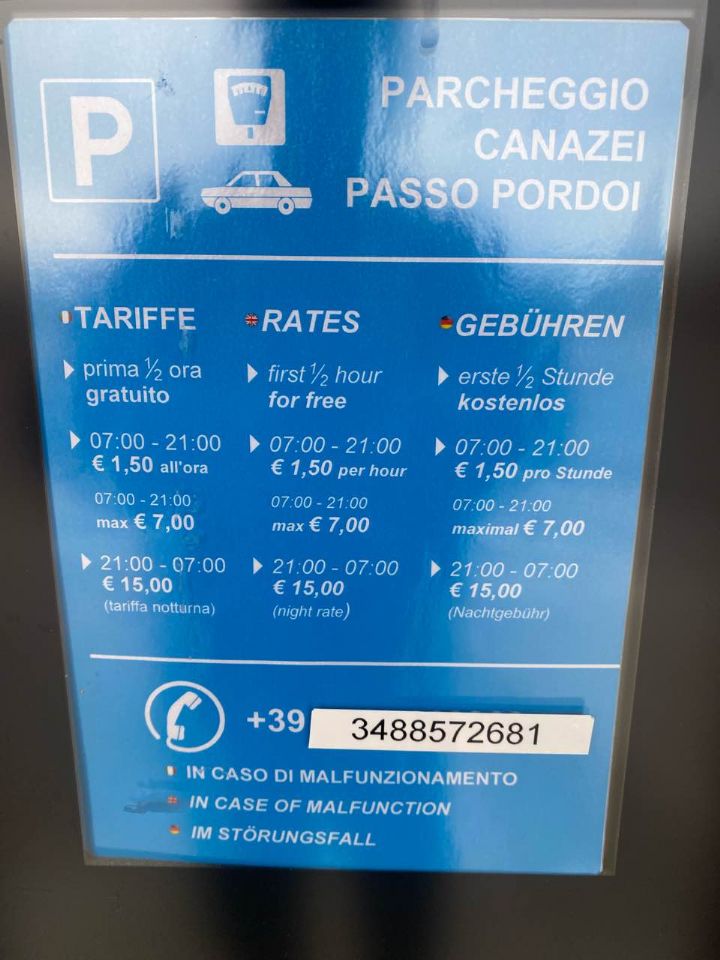 P
PARCHEGGIO
CANAZEI
PASSO PORDOI
TARIFFE
prima ½ ora
gratuito
07:00 - 21:00
€ 1,50 all'ora
07:00 - 21:00
max € 7,00
21:00 - 07:00
€ 15,00
(tariffa notturna)
RATES
first ½ hour
for free
07:00 - 21:00
€ 1,50 per hour
07:00 - 21:00
max € 7,00
21:00 - 07:00
€ 15,00
(night rate)
GEBÜHREN
erste ½ Stunde
kostenlos
07:00 - 21:00
€ 1,50 pro Stunde
07:00 - 21:00
maximal € 7,00
21:00 - 07:00
€ 15,00
(Nachtgebühr)
+39 3488572681
IN CASO DI MALFUNZIONAMENTO
IN CASE OF MALFUNCTION
IM STÖRUNGSFALL